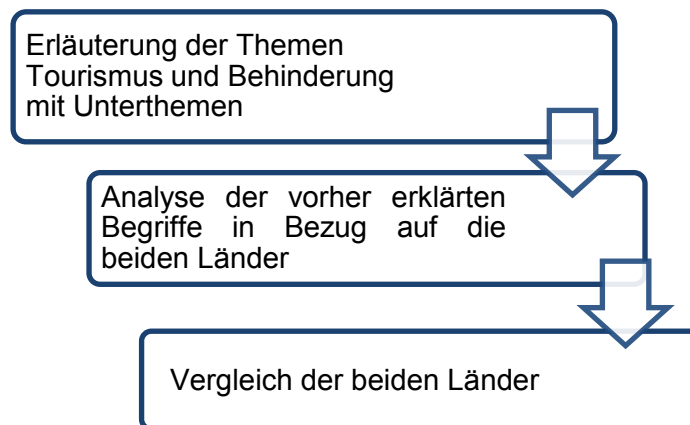 Erläuterung der Themen
Tourismus und Behinderung
mit Unterthemen
Analyse der vorher erklärten
Begriffe in Bezug auf die
beiden Länder
Vergleich der beiden Länder